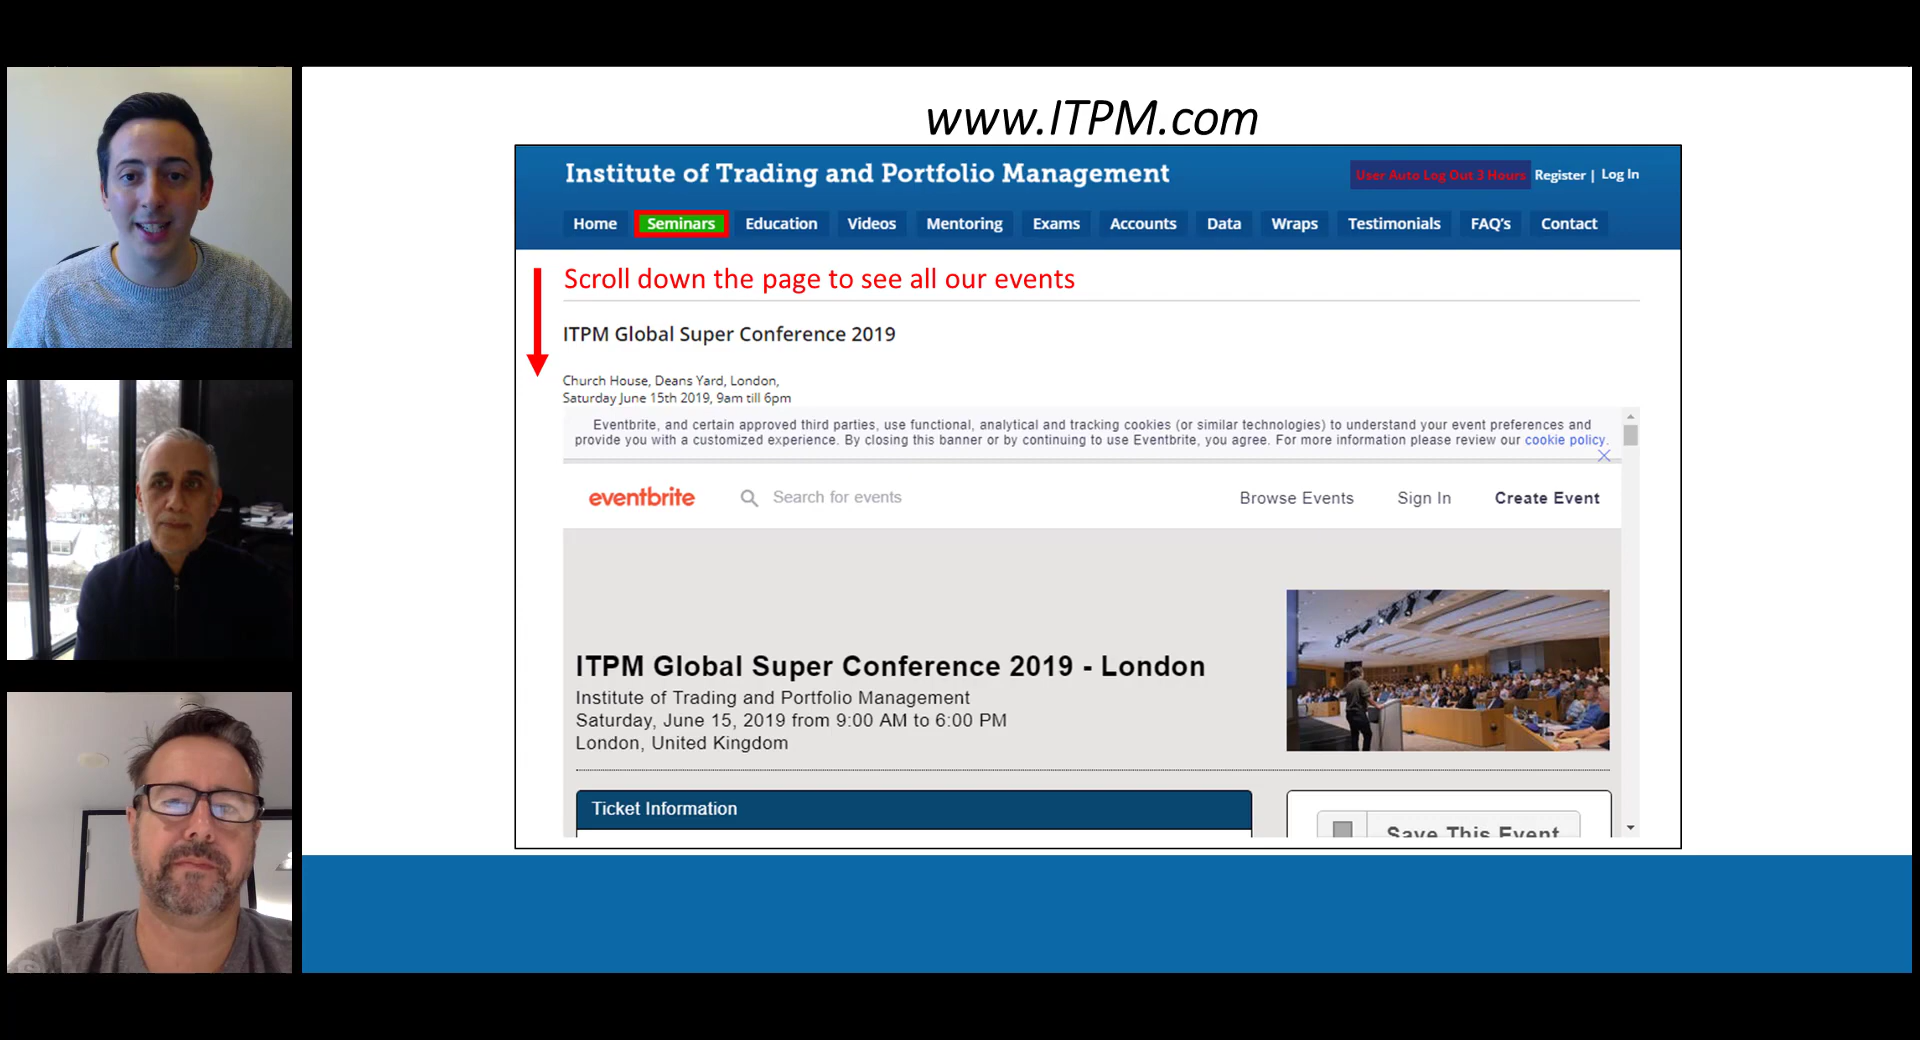 www.ITPM.com
Institute of Trading and Portfolio Management
User Auto Log Out 3 Hours Register | Log In
Home Seminars Education Videos Mentoring Exams Accounts Data Wraps Testimonials FAQ's Contact
Scroll down the page to see all our events
ITPM Global Super Conference 2019
Church House, Deans Yard, London,
Saturday June 15th 2019, 9am till 6pm
Eventbrite, and certain approved third parties, use functional, analytical and tracking cookies (or similar technologies) to understand your event preferences and
provide you with a customized experience. By closing this banner or by continuing to use Eventbrite, you agree. For more information please review our cookie policy.
eventbrite Search for events Browse Events Sign In Create Event
ITPM Global Super Conference 2019 - London
Institute of Trading and Portfolio Management
Saturday, June 15, 2019 from 9:00 AM to 6:00 PM
London, United Kingdom
Ticket Information
Save This Event